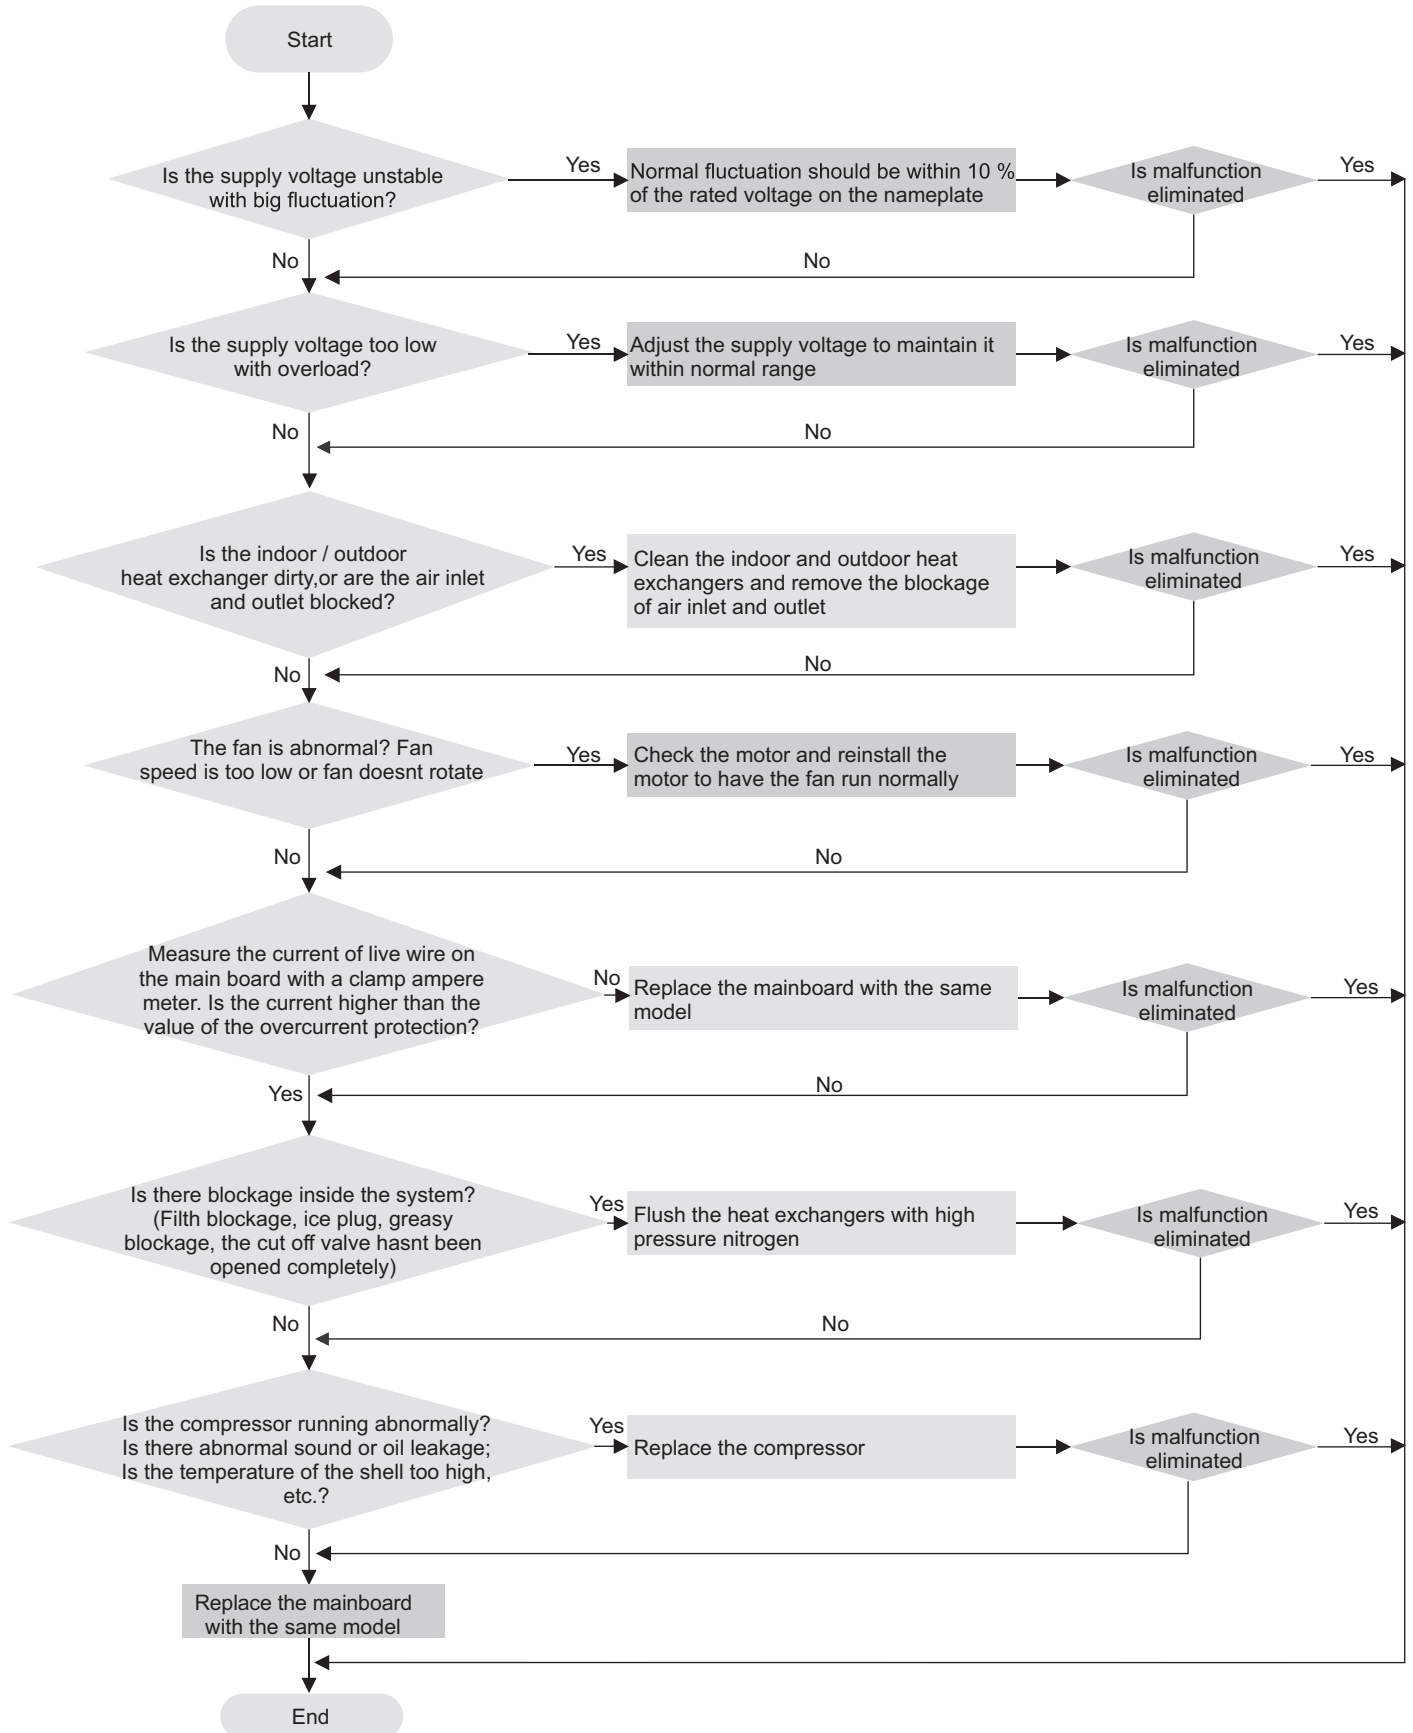 Start
Is the supply voltage unstable
with big fluctuation?
Yes
Normal fluctuation should be within 10 %
of the rated voltage on the nameplate
Is malfunction
eliminated
Yes
No
No
Is the supply voltage too low
with overload?
Yes
Adjust the supply voltage to maintain it
within normal range
Is malfunction
eliminated
Yes
No
No
Is the indoor / outdoor
heat exchanger dirty,or are the air inlet
and outlet blocked?
Yes
Clean the indoor and outdoor heat
exchangers and remove the blockage
of air inlet and outlet
Is malfunction
eliminated
Yes
No
No
The fan is abnormal? Fan
speed is too low or fan doesnt rotate
Yes
Check the motor and reinstall the
motor to have the fan run normally
Is malfunction
eliminated
Yes
No
No
Measure the current of live wire on
the main board with a clamp ampere
meter. Is the current higher than the
value of the overcurrent protection?
No
Replace the mainboard with the same
model
Is malfunction
eliminated
Yes
Yes
No
Is there blockage inside the system?
(Filth blockage, ice plug, greasy
blockage, the cut off valve hasnt been
opened completely)
Yes
Flush the heat exchangers with high
pressure nitrogen
Is malfunction
eliminated
Yes
No
No
Is the compressor running abnormally?
Is there abnormal sound or oil leakage;
Is the temperature of the shell too high,
etc.?
Yes
Replace the compressor
Is malfunction
eliminated
Yes
No
Replace the mainboard
with the same model
End